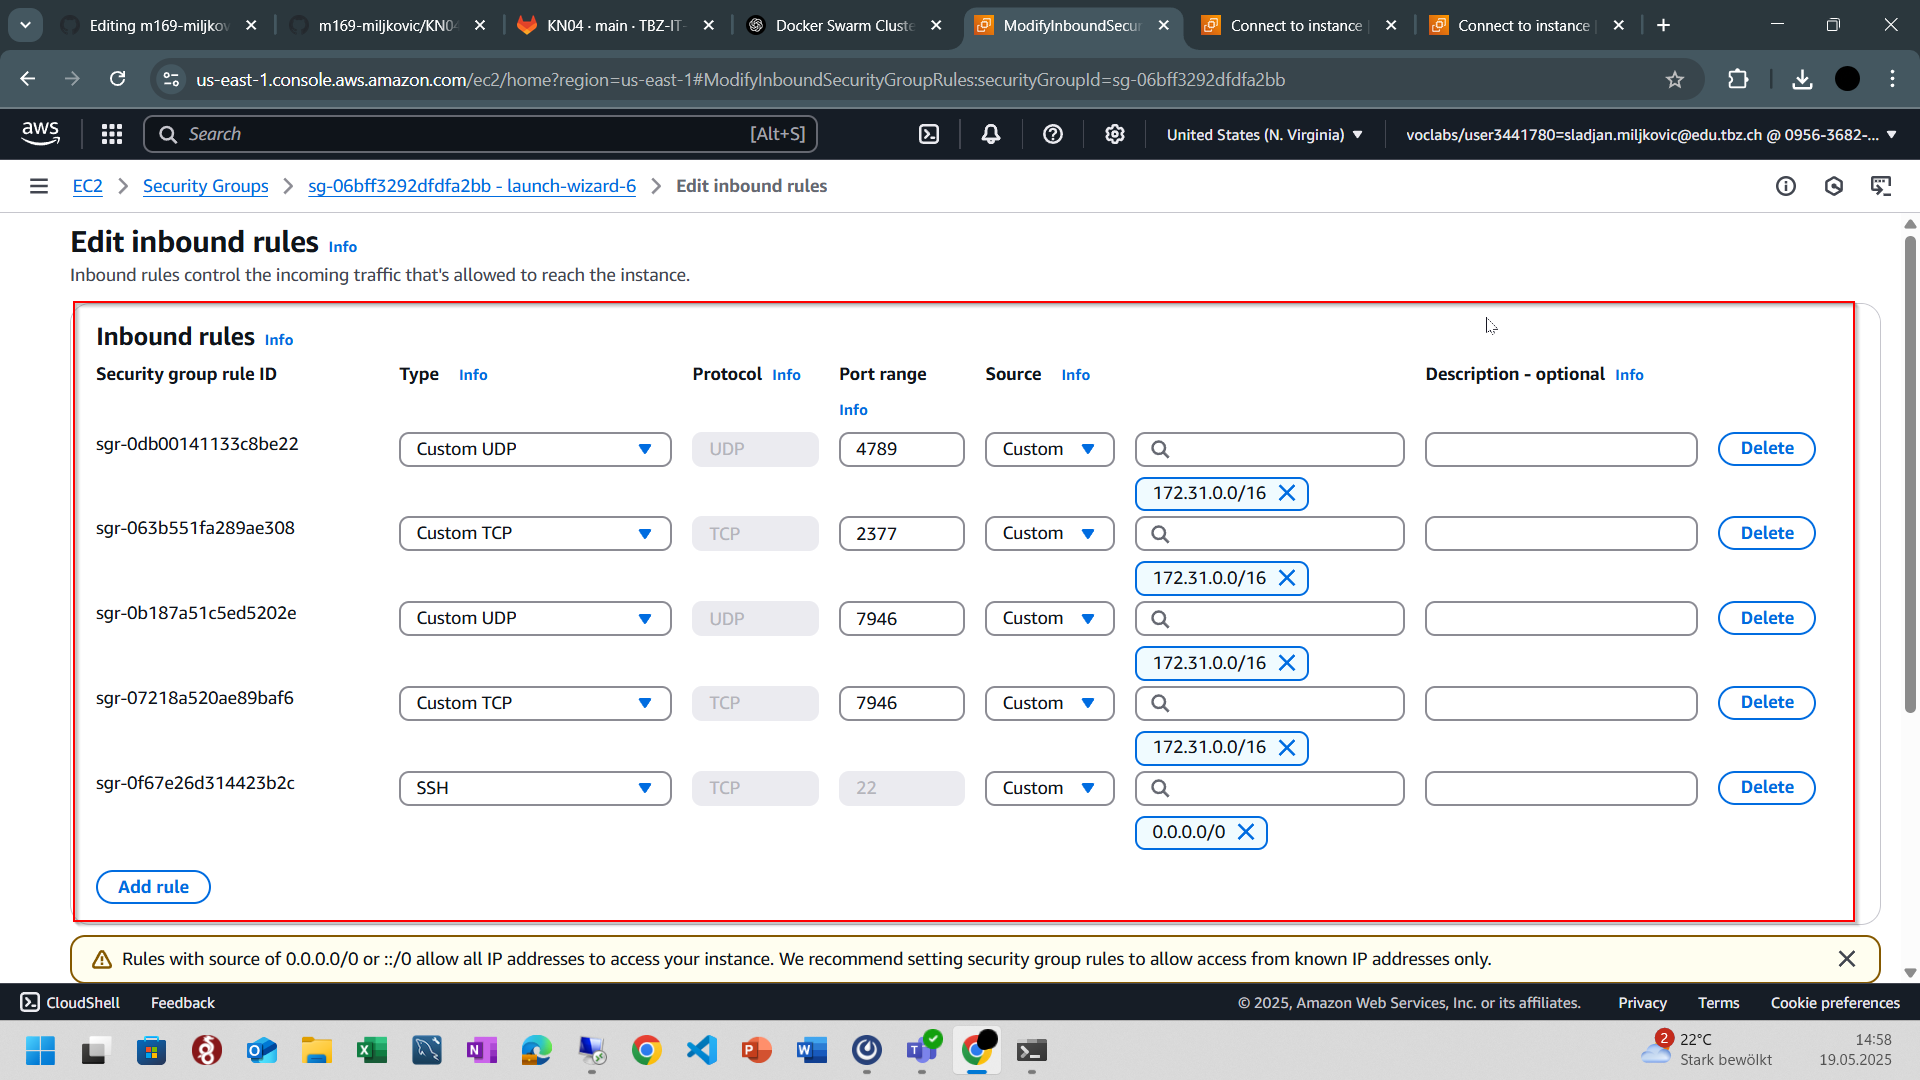 Editing m169-miljkov
m169-miljkovic/KN04
KN04 · main · TBZ-IT-
Docker Swarm Cluste
ModifyInboundSecur
Connect to instance
Connect to instance
us-east-1.console.aws.amazon.com/ec2/home?region=us-east-1#ModifyInboundSecurityGroupRules:securityGroupId=sg-06bff3292dfdfa2bb
aws
Search
[Alt+S]
United States (N. Virginia)
voclabs/user3441780=sladjan.miljkovic@edu.tbz.ch @ 0956-3682-...
EC2
Security Groups
sg-06bff3292dfdfa2bb - launch-wizard-6
Edit inbound rules
Edit inbound rules Info
Inbound rules control the incoming traffic that's allowed to reach the instance.
Inbound rules Info
Security group rule ID
Type Info
Protocol Info
Port range
Info
Source Info
Description - optional Info
sgr-0db00141133c8be22
Custom UDP
UDP
4789
Custom
Delete
172.31.0.0/16
sgr-063b551fa289ae308
Custom TCP
TCP
2377
Custom
Delete
172.31.0.0/16
sgr-0b187a51c5ed5202e
Custom UDP
UDP
7946
Custom
Delete
172.31.0.0/16
sgr-07218a520ae89baf6
Custom TCP
TCP
7946
Custom
Delete
172.31.0.0/16
sgr-0f67e26d314423b2c
SSH
TCP
22
Custom
Delete
0.0.0.0/0
Add rule
Rules with source of 0.0.0.0/0 or ::/0 allow all IP addresses to access your instance. We recommend setting security group rules to allow access from known IP addresses only.
CloudShell
Feedback
© 2025, Amazon Web Services, Inc. or its affiliates.
Privacy
Terms
Cookie preferences
2
22°C
Stark bewölkt
14:58
19.05.2025